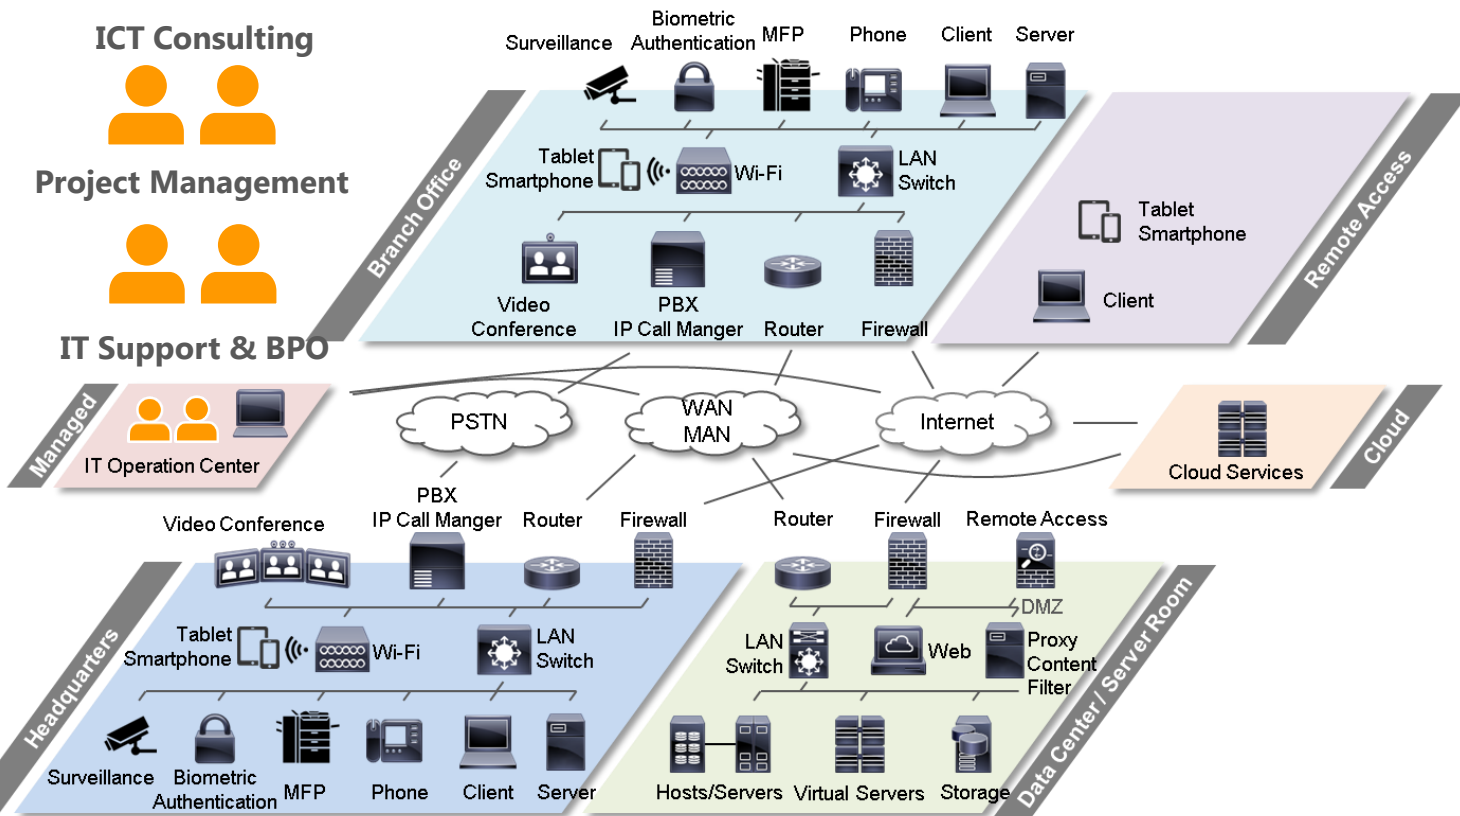 ICT Consulting
Project Management
IT Support & BPO
Surveillance
Biometric
Authentication
MFP
Phone
Client
Server
Tablet
Smartphone
Wi-Fi
LAN
Switch
Branch Office
Video
Conference
PBX
IP Call Manger
Router
Firewall
Tablet
Smartphone
Client
Remote Access
Managed
IT Operation Center
PSTN
WAN
MAN
Internet
Cloud Services
Cloud
Video Conference
PBX
IP Call Manger
Router
Firewall
Tablet
Smartphone
Wi-Fi
LAN
Switch
Headquarters
Surveillance
Biometric
Authentication
MFP
Phone
Client
Server
Router
Firewall
Remote Access
DMZ
LAN
Switch
Web
Proxy
Content
Filter
Hosts/Servers
Virtual Servers
Storage
Data Center / Server Room